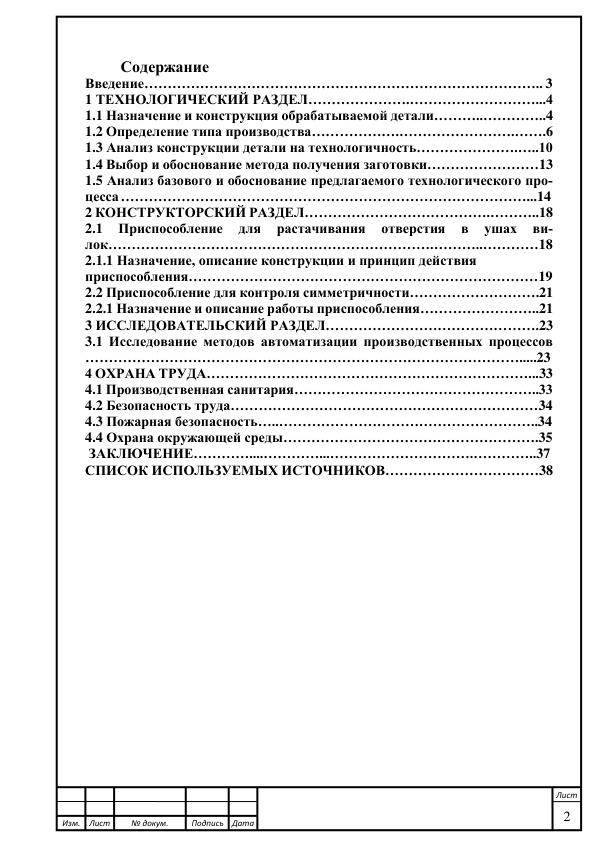 Содержание
Введение……………………………………………………………………….. 3
1 ТЕХНОЛОГИЧЕСКИЙ РАЗДЕЛ………………….……………………...4
1.1 Назначение и конструкция обрабатываемой детали………...………….4
1.2 Определение типа производства…………………………………….…….6
1.3 Анализ конструкции детали на технологичность………………….…...10
1.4 Выбор и обоснование метода получения заготовки……………………13
1.5 Анализ базового и обоснование предлагаемого технологического про-
цесса…………………………………………………………………………...14
2 КОНСТРУКТОРСКИЙ РАЗДЕЛ………………………………….……….18
2.1 Приспособление для растачивания отверстия в ушах ви-
лок………………………………………………………………….…………18
2.1.1 Назначение, описание конструкции и принцип действия
приспособления…………………………………………………………………19
2.2 Приспособление для контроля симметричности……………………….21
2.2.1 Назначение и описание работы приспособления……………………..21
3 ИССЛЕДОВАТЕЛЬСКИЙ РАЗДЕЛ………………………………………23
3.1 Исследование методов автоматизации производственных процессов
…………………………………………………………………………………....23
4 ОХРАНА ТРУДА……………………………………………………………...33
4.1 Производственная санитария……………………………………………..33
4.2 Безопасность труда…………………………………………………………34
4.3 Пожарная безопасность…..………………………………………………..34
4.4 Охрана окружающей среды………………………………………………..35
ЗАКЛЮЧЕНИЕ…………...…………...………………………….…………..37
СПИСОК ИСПОЛЬЗУЕМЫХ ИСТОЧНИКОВ……………………………38
Лист
2
Изм. Лист № докум. Подпись Дата